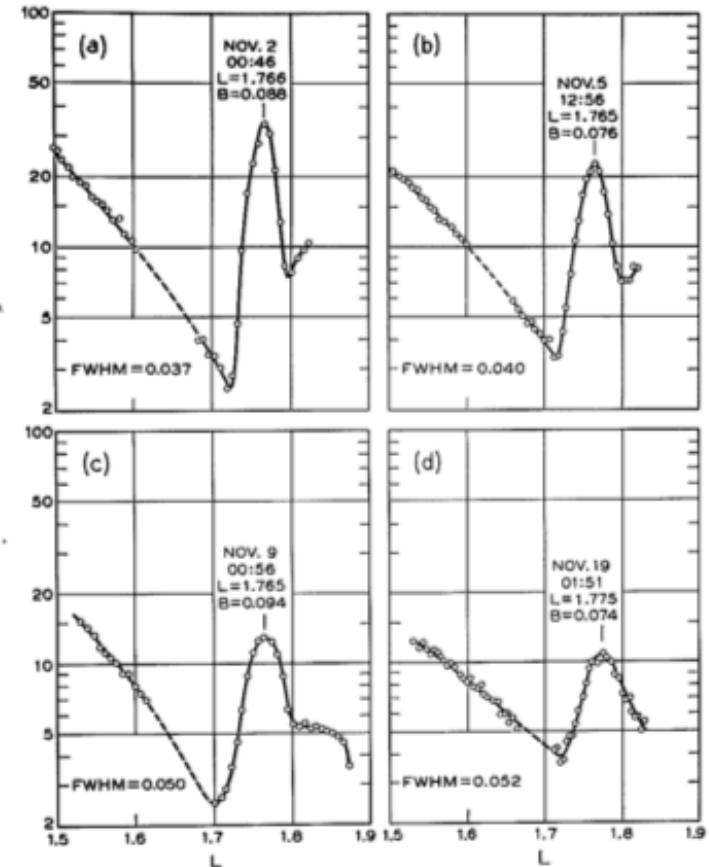 100
50
20
10
5
2
(a)
NOV. 2
00:46
L=1.766
B=0.088
FWHM=0.037
(b)
NOV.5
12:56
L=1.765
B=0.076
FWHM=0.040
100
50
20
10
5
2
(c)
NOV. 9
00:56
L=1.765
B=0.094
FWHM=0.050
1.5 1.6 1.7 1.8 1.9
L
(d)
NOV.19
01:51
L=1.775
B=0.074
FWHM=0.052
1.5 1.6 1.7 1.8 1.9
L